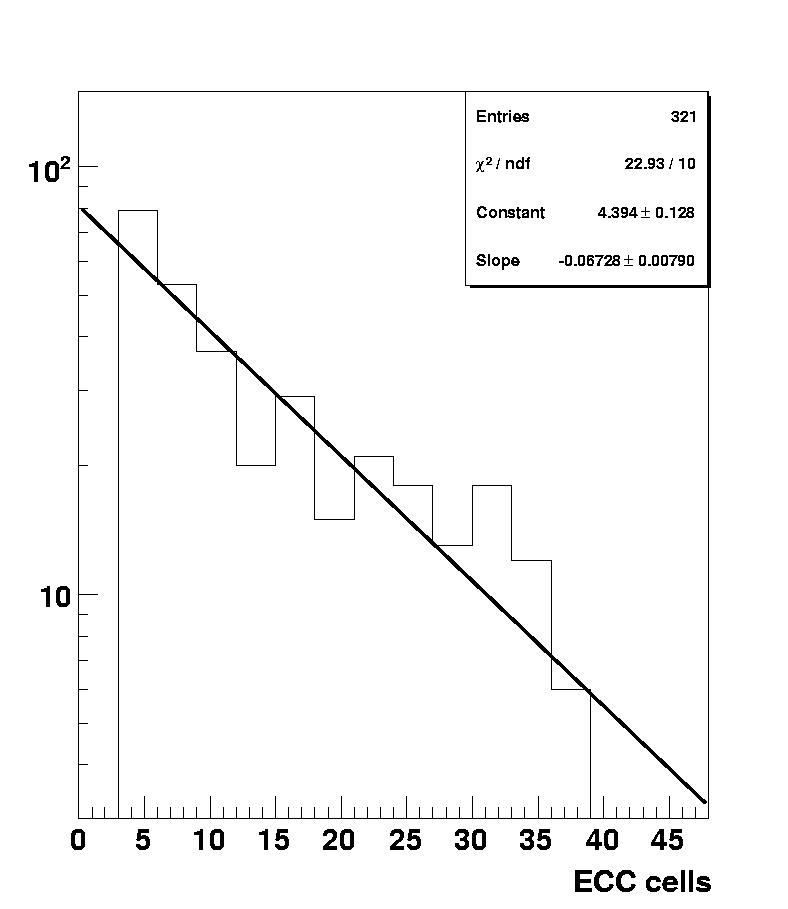 Entries 321
χ² / ndf 22.93 / 10
Constant 4.394 ± 0.128
Slope -0.06728 ± 0.00790
10²
10
0 5 10 15 20 25 30 35 40 45
ECC cells